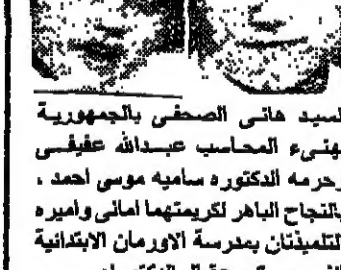 السيد هانى الصحفى بالجمهورية
يهنىء المحاسب عبدالله عفيفى
وحرمه الدكتوره ساميه موسى احمد ،
بالنجاح الباهر لكريمتهما امانى واميره
التلميذتان بمدرسة الاورمان الابتدائية